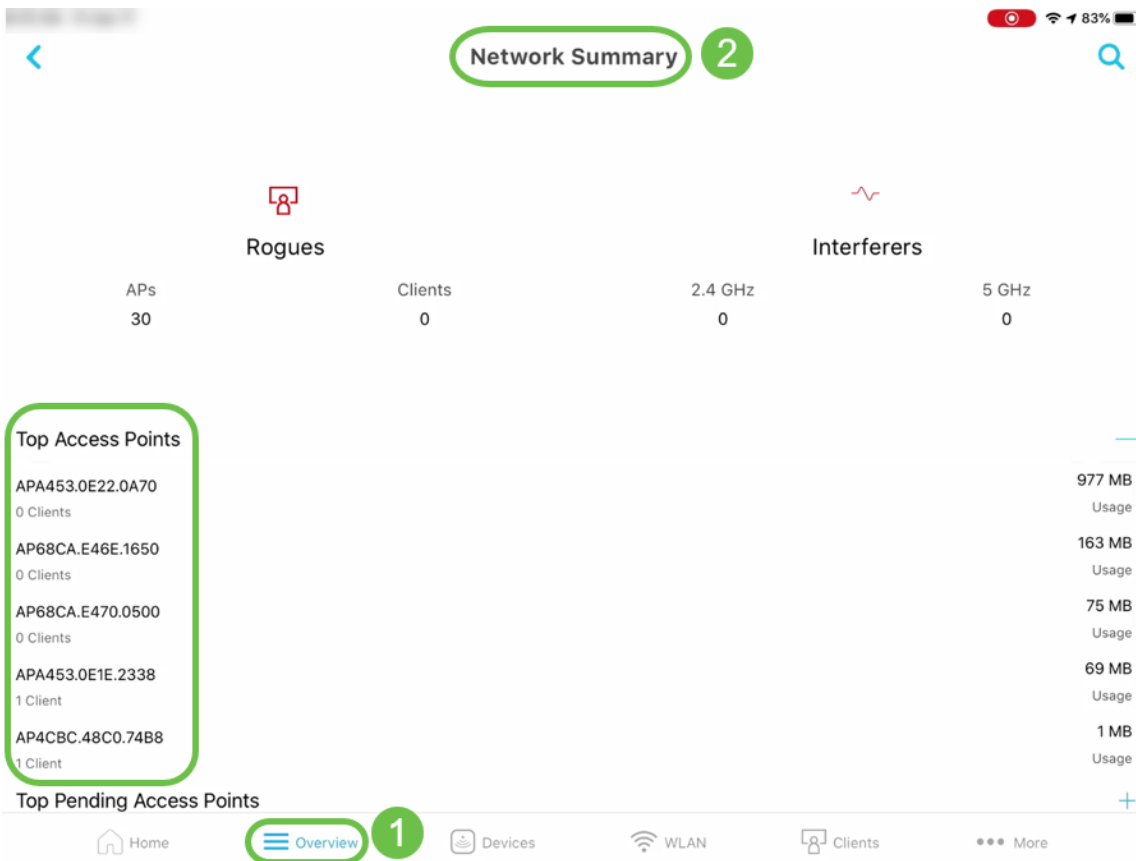 83%
Network Summary 2
Rogues Interferers
APs Clients 2.4 GHz 5 GHz
30 0 0 0
Top Access Points
APA453.0E22.0A70 977 MB
0 Clients Usage
AP68CA.E46E.1650 163 MB
0 Clients Usage
AP68CA.E470.0500 75 MB
0 Clients Usage
APA453.0E1E.2338 69 MB
1 Client Usage
AP4CBC.48C0.74B8 1 MB
1 Client Usage
Top Pending Access Points
Home Overview 1 Devices WLAN Clients More